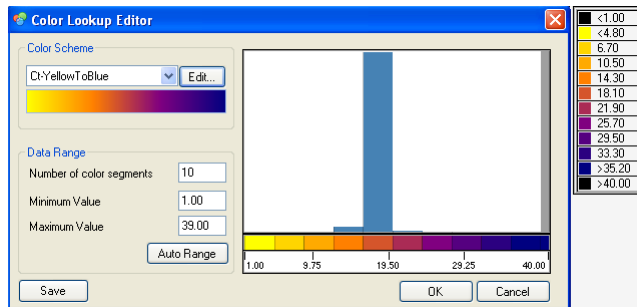 Color Lookup Editor
Color Scheme
Ct-YellowToBlue
Edit...
Data Range
Number of color segments 10
Minimum Value 1.00
Maximum Value 39.00
Auto Range
1.00 9.75 19.50 29.25 40.00
Save OK Cancel
<1.00
<4.80
6.70
10.50
14.30
18.10
21.90
25.70
29.50
33.30
>35.20
>40.00